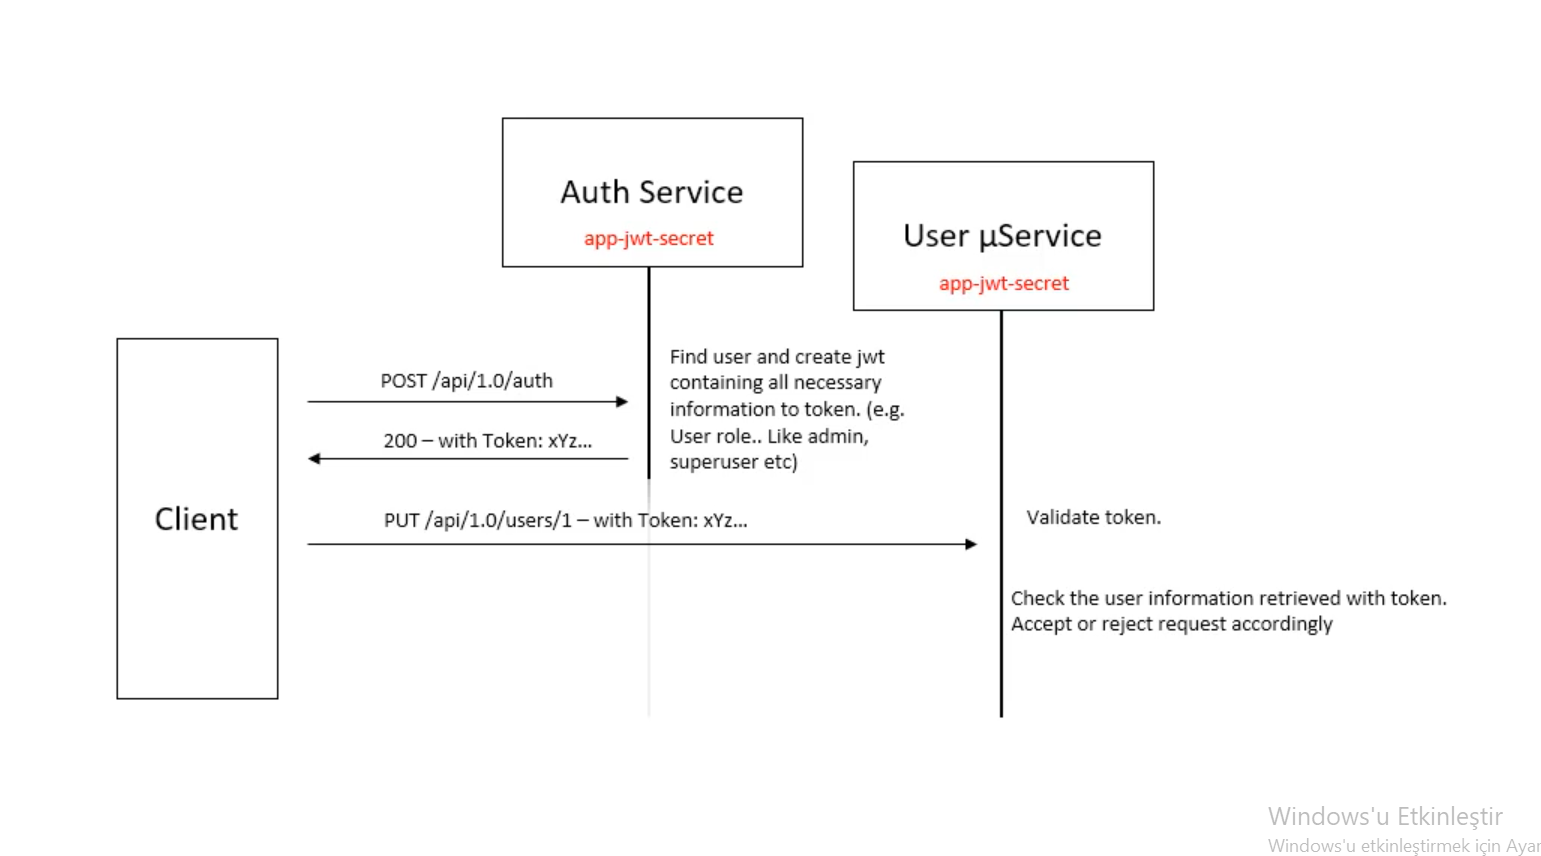 Auth Service
app-jwt-secret
User µService
app-jwt-secret
Client
POST /api/1.0/auth
200 – with Token: xYz...
Find user and create jwt
containing all necessary
information to token. (e.g.
User role.. Like admin,
superuser etc)
PUT /api/1.0/users/1 – with Token: xYz...
Validate token.
Check the user information retrieved with token.
Accept or reject request accordingly
Windows'u Etkinleştir
Windows'u etkinleştirmek için Ayar